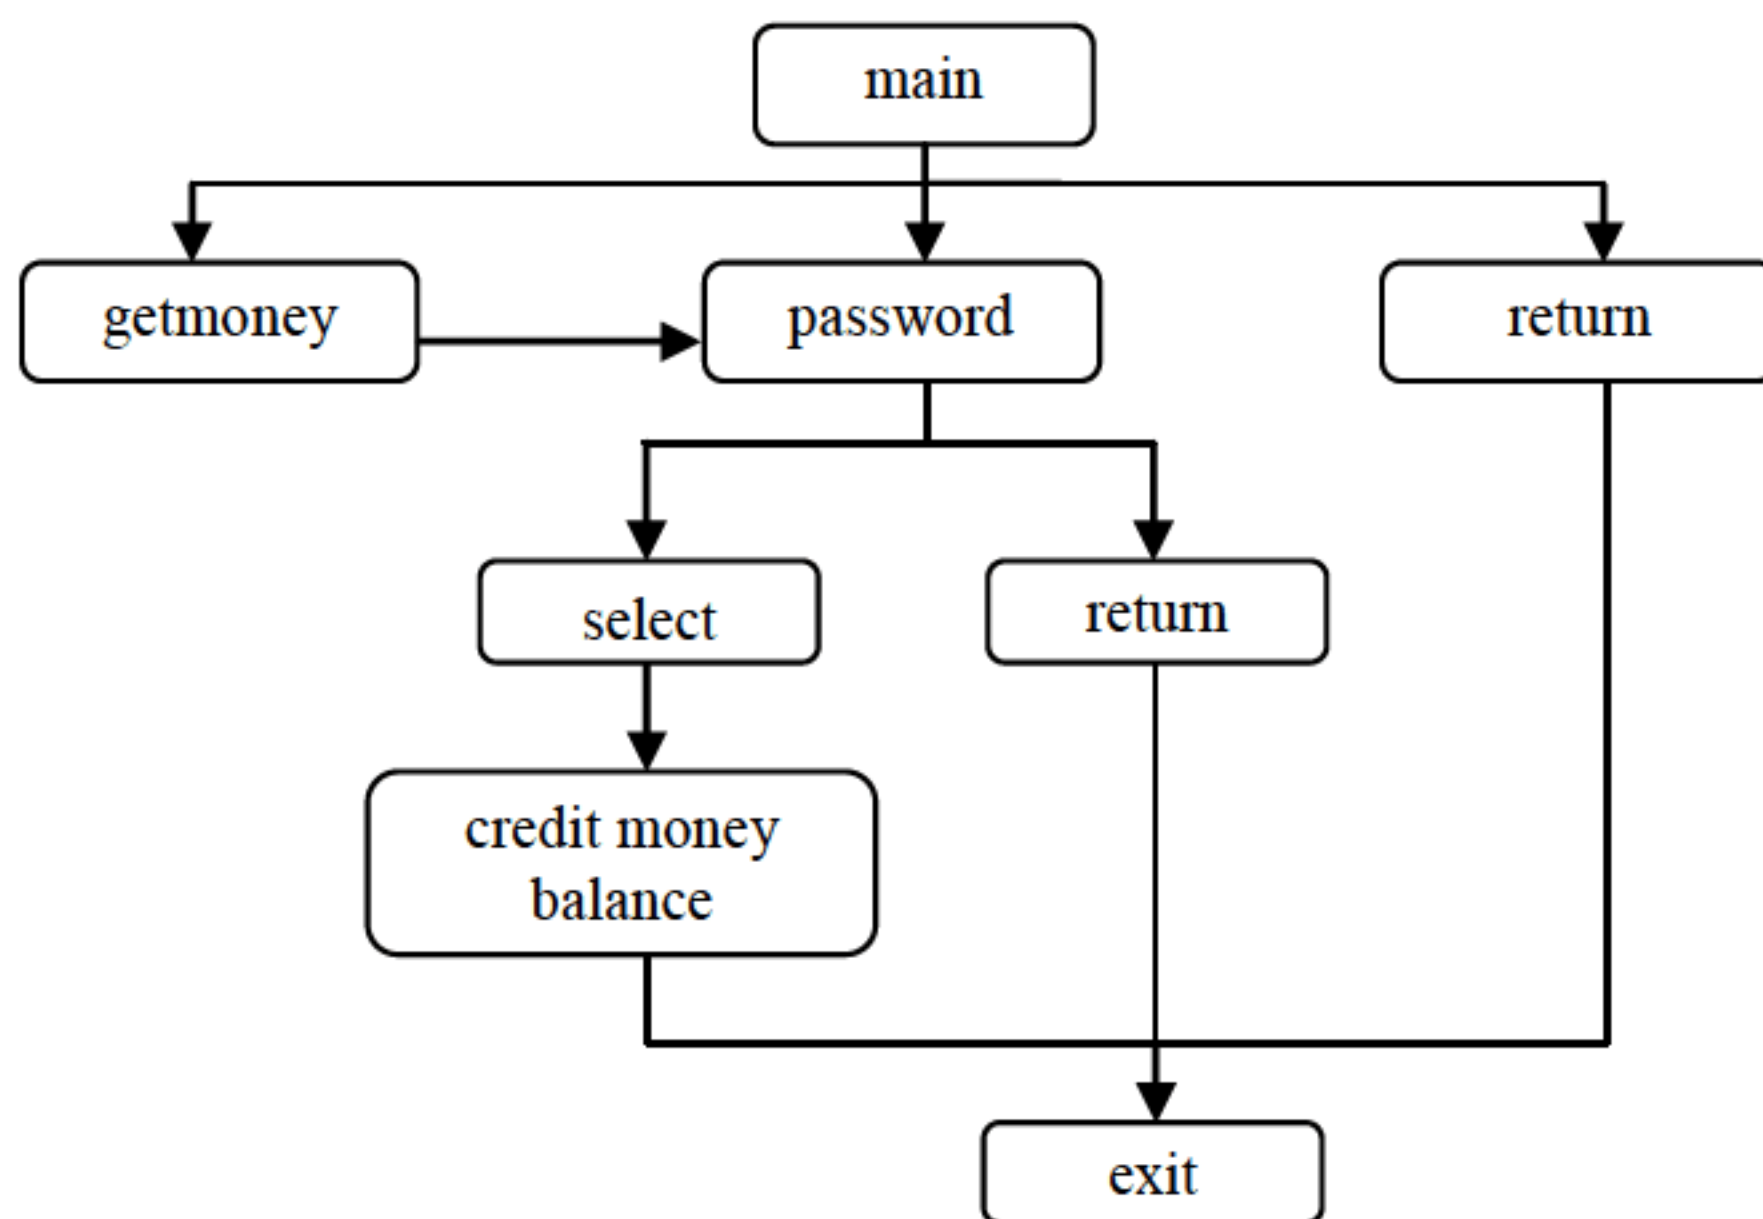 main
getmoney
password
return
select
return
credit money
balance
exit